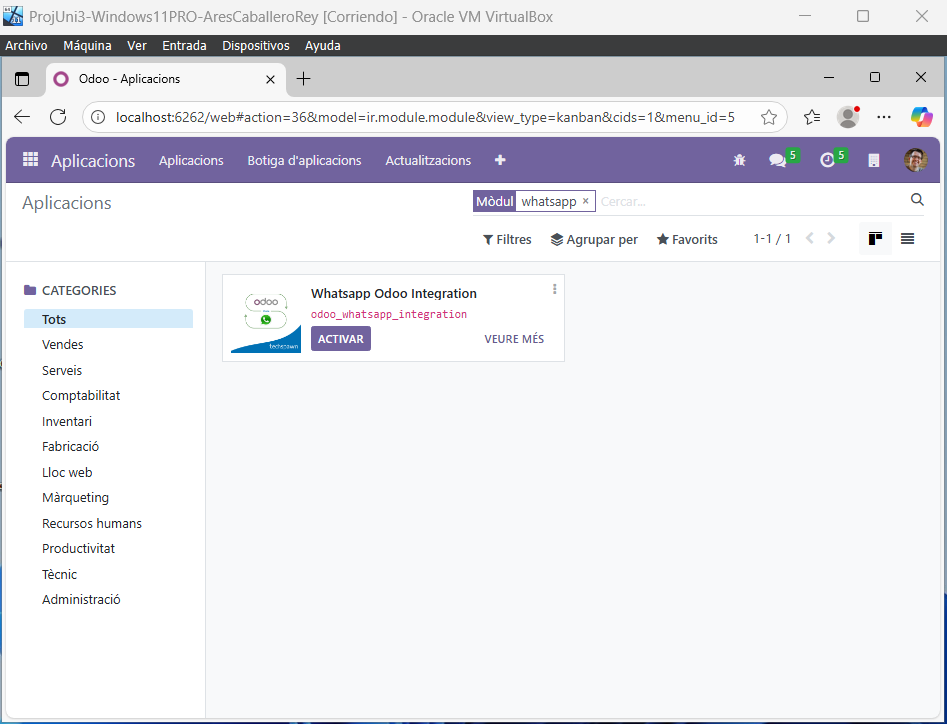 ProjUni3-Windows11PRO-AresCaballeroRey [Corriendo] - Oracle VM VirtualBox
Archivo Máquina Ver Entrada Dispositivos Ayuda
Odoo - Aplicacions
localhost:6262/web#action=36&model=ir.module.module&view_type=kanban&cids=1&menu_id=5
Aplicacions Aplicacions Botiga d'aplicacions Actualitzacions 5 5
Aplicacions
Mòdul whatsapp × Cercar...
Filtres Agrupar per Favorits 1-1 / 1
CATEGORIES
Tots
Vendes
Serveis
Comptabilitat
Inventari
Fabricació
Lloc web
Màrqueting
Recursos humans
Productivitat
Tècnic
Administració
odoo
techspawn
Whatsapp Odoo Integration
odoo_whatsapp_integration
ACTIVAR VEURE MÉS